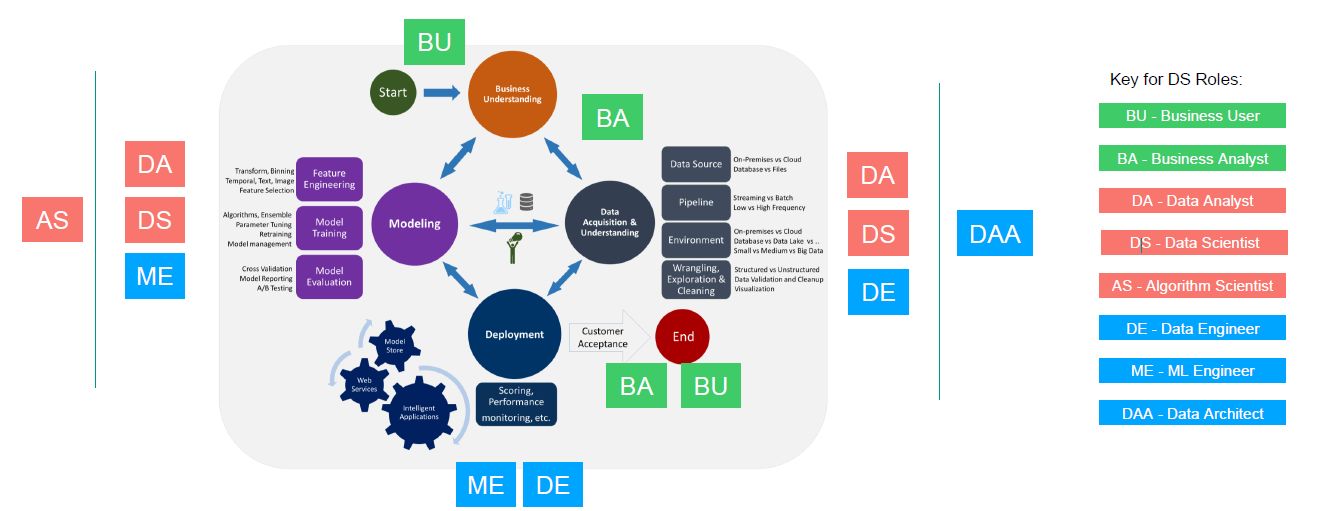 BU
Start
Business
Understanding
BA
Key for DS Roles:
BU - Business User
BA - Business Analyst
DA - Data Analyst
DS - Data Scientist
AS - Algorithm Scientist
DE - Data Engineer
ME - ML Engineer
DAA - Data Architect
AS
DA
DS
ME
Transform, Binning
Temporal, Text, Image
Feature Selection
Feature
Engineering
Algorithms, Ensemble
Parameter Tuning
Retraining
Model management
Model
Training
Cross Validation
Model Reporting
A/B Testing
Model
Evaluation
Modeling
Data
Acquisition &
Understanding
Data Source
On-Premises vs Cloud
Database vs Files
Pipeline
Streaming vs Batch
Low vs High Frequency
Environment
On-premises vs Cloud
Database vs Data Lake vs ..
Small vs Medium vs Big Data
Wrangling,
Exploration &
Cleaning
Structured vs Unstructured
Data Validation and Cleanup
Visualization
DA
DS
DE
DAA
Deployment
Customer
Acceptance
End
BA
BU
Scoring,
Performance
monitoring, etc.
Model
Store
Web
Services
Intelligent
Applications
ME
DE